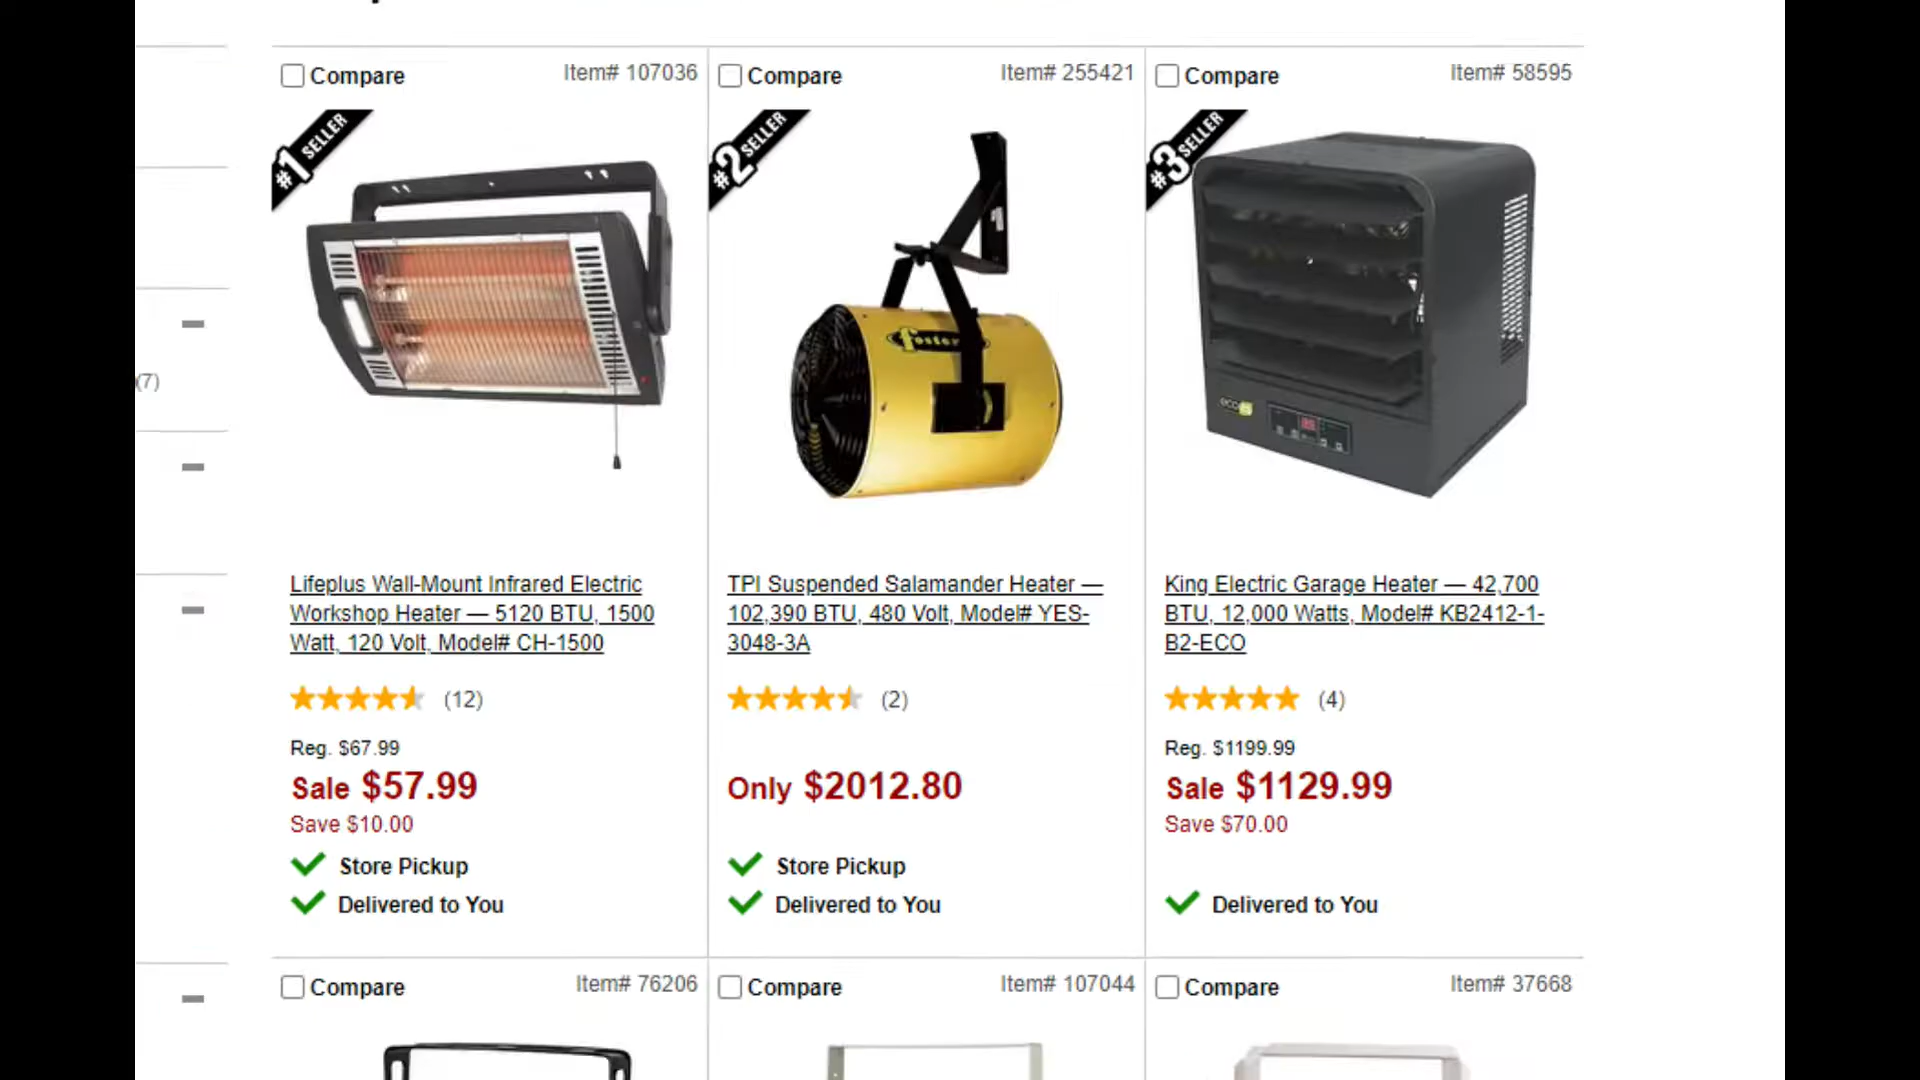 Compare Item# 107036
Compare Item# 255421
Compare Item# 58595
#1 SELLER
#2 SELLER
#3 SELLER
(7)
foster
eco
Lifeplus Wall-Mount Infrared Electric
Workshop Heater — 5120 BTU, 1500
Watt, 120 Volt, Model# CH-1500
(12)
Reg. $67.99
Sale $57.99
Save $10.00
Store Pickup
Delivered to You
TPI Suspended Salamander Heater —
102,390 BTU, 480 Volt, Model# YES-
3048-3A
(2)
Only $2012.80
Store Pickup
Delivered to You
King Electric Garage Heater — 42,700
BTU, 12,000 Watts, Model# KB2412-1-
B2-ECO
(4)
Reg. $1199.99
Sale $1129.99
Save $70.00
Delivered to You
Compare Item# 76206
Compare Item# 107044
Compare Item# 37668